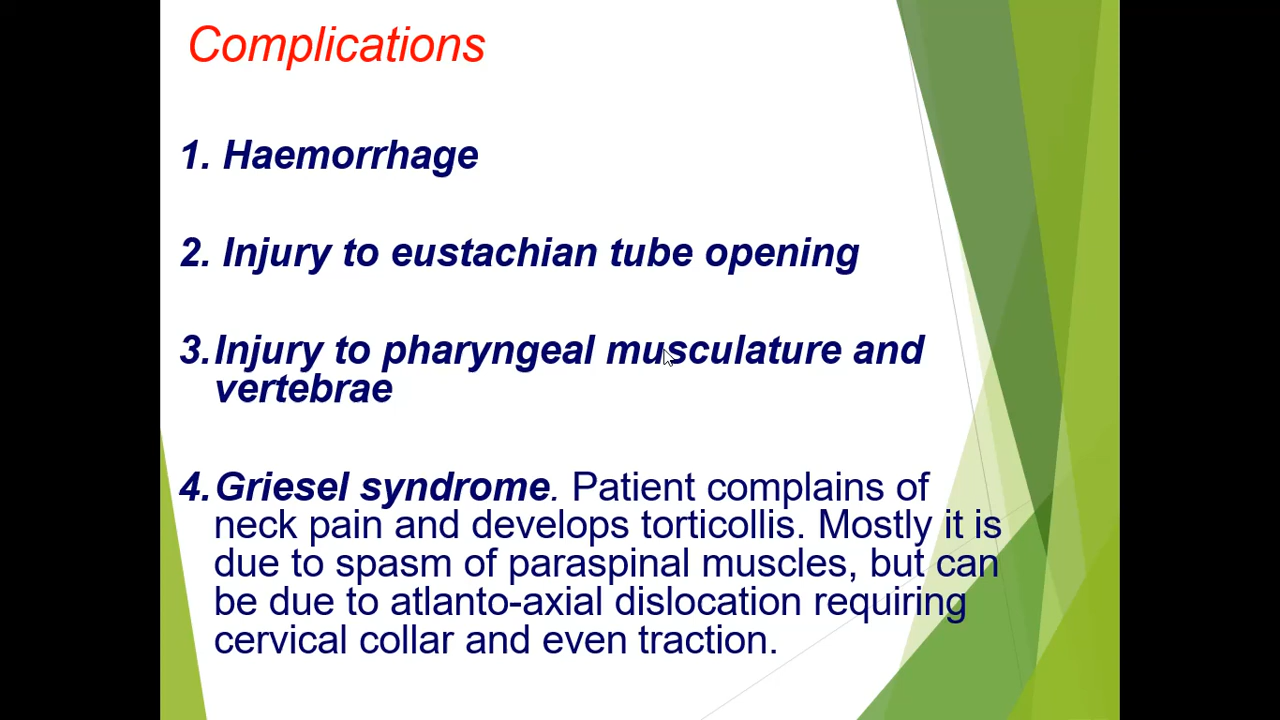 Complications
1. Haemorrhage
2. Injury to eustachian tube opening
3.Injury to pharyngeal musculature and
vertebrae
4.Griesel syndrome. Patient complains of
neck pain and develops torticollis. Mostly it is
due to spasm of paraspinal muscles, but can
be due to atlanto-axial dislocation requiring
cervical collar and even traction.